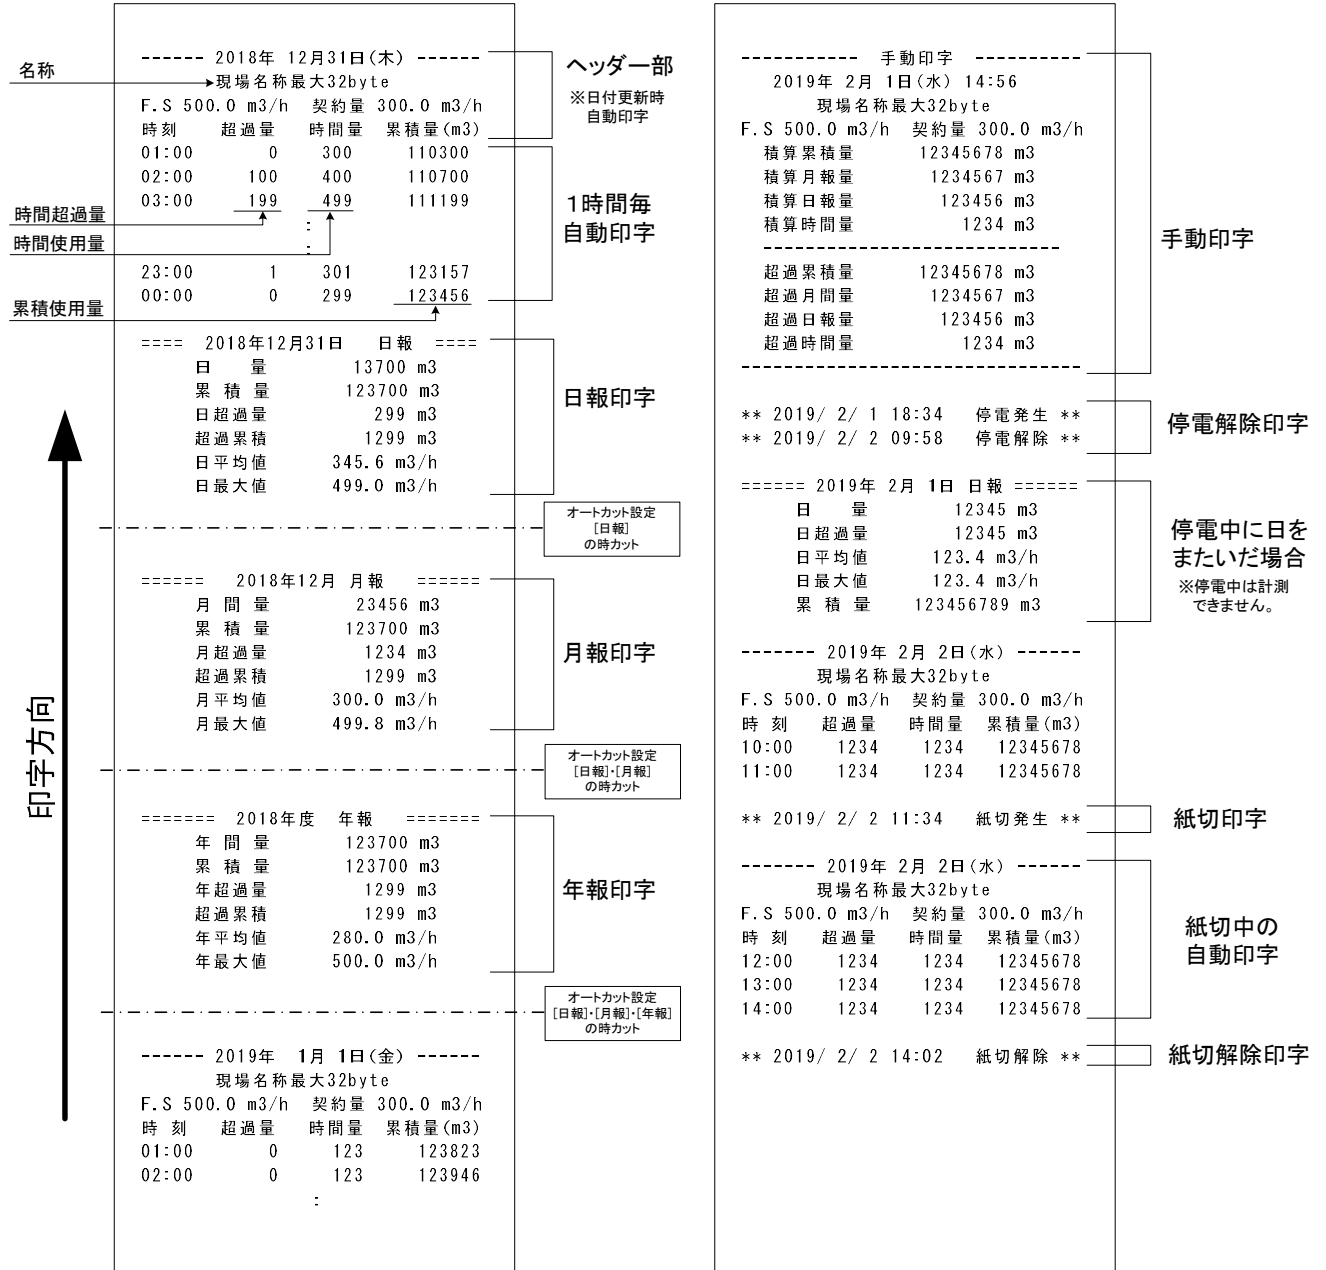 ------ 2018年 12月31日(木) ------
現場名称最大32byte
F.S 500.0 m3/h 契約量 300.0 m3/h
時刻 超過量 時間量 累積量(m3)
01:00 0 300 110300
02:00 100 400 110700
03:00 199 499 111199
:
:
23:00 1 301 123157
00:00 0 299 123456
名称
時間超過量
時間使用量
累積使用量
ヘッダー部
※日付更新時
自動印字
1時間毎
自動印字
==== 2018年12月31日 日報 ====
日 量 13700 m3
累 積 量 123700 m3
日超過量 299 m3
超過累積 1299 m3
日平均値 345.6 m3/h
日最大値 499.0 m3/h
日報印字
オートカット設定
[日報]
の時カット
====== 2018年12月 月報 ======
月 間 量 23456 m3
累 積 量 123700 m3
月超過量 1234 m3
超過累積 1299 m3
月平均値 300.0 m3/h
月最大値 499.8 m3/h
月報印字
オートカット設定
[日報]・[月報]
の時カット
======= 2018年度 年報 =======
年 間 量 123700 m3
累 積 量 123700 m3
年超過量 1299 m3
超過累積 1299 m3
年平均値 280.0 m3/h
年最大値 500.0 m3/h
年報印字
オートカット設定
[日報]・[月報]・[年報]
の時カット
------ 2019年 1月 1日(金) ------
現場名称最大32byte
F.S 500.0 m3/h 契約量 300.0 m3/h
時 刻 超過量 時間量 累積量(m3)
01:00 0 123 123823
02:00 0 123 123946
:
印字方向
----------- 手動印字 -----------
2019年 2月 1日(水) 14:56
現場名称最大32byte
F.S 500.0 m3/h 契約量 300.0 m3/h
積算累積量 12345678 m3
積算月報量 1234567 m3
積算日報量 123456 m3
積算時間量 1234 m3
----------------------------
超過累積量 12345678 m3
超過月間量 1234567 m3
超過日報量 123456 m3
超過時間量 1234 m3
--------------------------------
手動印字
** 2019/ 2/ 1 18:34 停電発生 **
** 2019/ 2/ 2 09:58 停電解除 **
停電解除印字
====== 2019年 2月 1日 日報 ======
日 量 12345 m3
日超過量 12345 m3
日平均値 123.4 m3/h
日最大値 123.4 m3/h
累 積 量 123456789 m3
停電中に日を
またいだ場合
※停電中は計測
できません。
------- 2019年 2月 2日(水) ------
現場名称最大32byte
F.S 500.0 m3/h 契約量 300.0 m3/h
時 刻 超過量 時間量 累積量(m3)
10:00 1234 1234 12345678
11:00 1234 1234 12345678
** 2019/ 2/ 2 11:34 紙切発生 **
紙切印字
------- 2019年 2月 2日(水) ------
現場名称最大32byte
F.S 500.0 m3/h 契約量 300.0 m3/h
時 刻 超過量 時間量 累積量(m3)
12:00 1234 1234 12345678
13:00 1234 1234 12345678
14:00 1234 1234 12345678
紙切中の
自動印字
** 2019/ 2/ 2 14:02 紙切解除 **
紙切解除印字